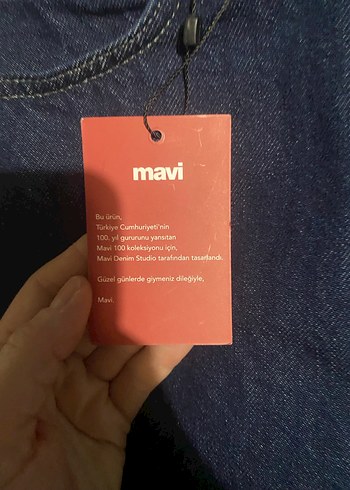 mavi
Bu ürün,
Türkiye Cumhuriyeti'nin
100. yıl gururunu yansıtan
Mavi 100 koleksiyonu için,
Mavi Denim Studio tarafından tasarlandı.
Güzel günlerde giymeniz dileğiyle,
Mavi.